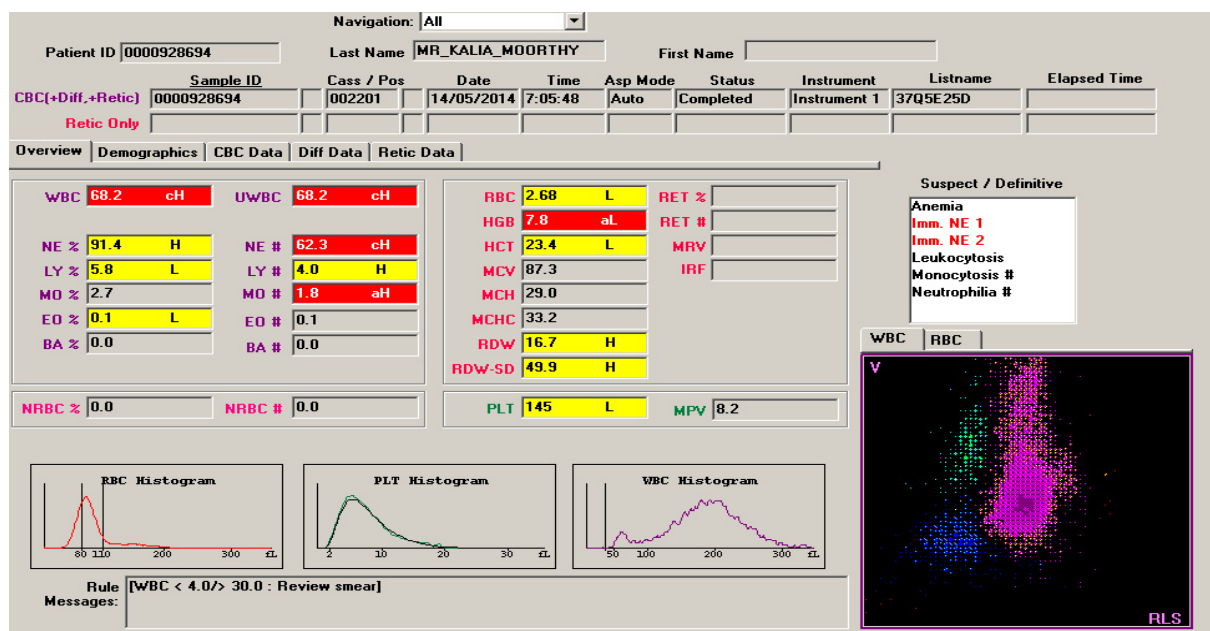 Navigation: All
Patient ID 0000928694 Last Name MR_KALIA_MOORTHY First Name
Sample ID Cass / Pos Date Time Asp Mode Status Instrument Listname Elapsed Time
CBC(+Diff,+Retic) 0000928694 002201 14/05/2014 7:05:48 Auto Completed Instrument 1 37Q5E25D
Retic Only
Overview Demographics CBC Data Diff Data Retic Data
WBC 68.2 cH UWBC 68.2 cH
NE % 91.4 H NE # 62.3 cH
LY % 5.8 L LY # 4.0 H
MO % 2.7 MO # 1.8 aH
EO % 0.1 L EO # 0.1
BA % 0.0 BA # 0.0
NRBC % 0.0 NRBC # 0.0
RBC 2.68 L RET %
HGB 7.8 aL RET #
HCT 23.4 L MRV
MCV 87.3 IRF
MCH 29.0
MCHC 33.2
RDW 16.7 H
RDW-SD 49.9 H
PLT 145 L MPV 8.2
Suspect / Definitive
Anemia
Imm. NE 1
Imm. NE 2
Leukocytosis
Monocytosis #
Neutrophilia #
WBC RBC
V
RLS
RBC Histogram
80 110 200 300 fL
PLT Histogram
2 10 20 30 fL
WBC Histogram
50 100 200 300 fL
Rule Messages: [WBC < 4.0/> 30.0 : Review smear]